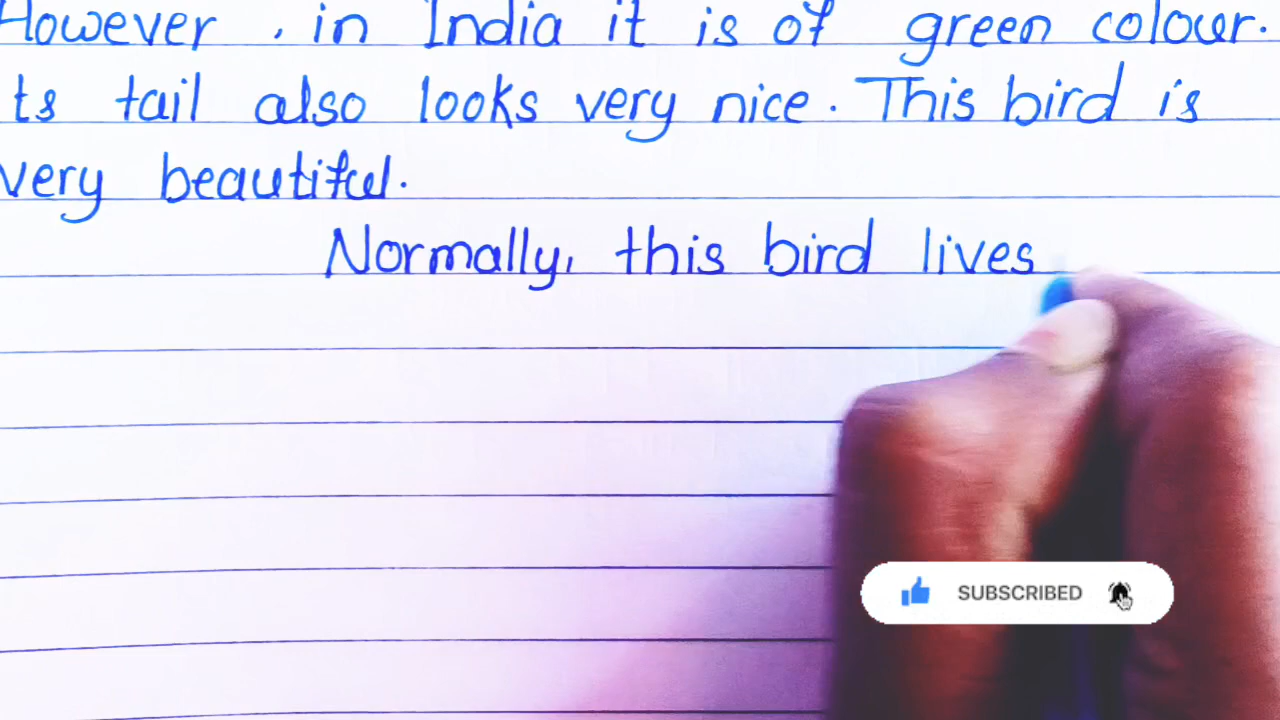 However , in India it is of green colour.
ts tail also looks very nice. This bird is
very beautiful.
Normally, this bird lives
SUBSCRIBED